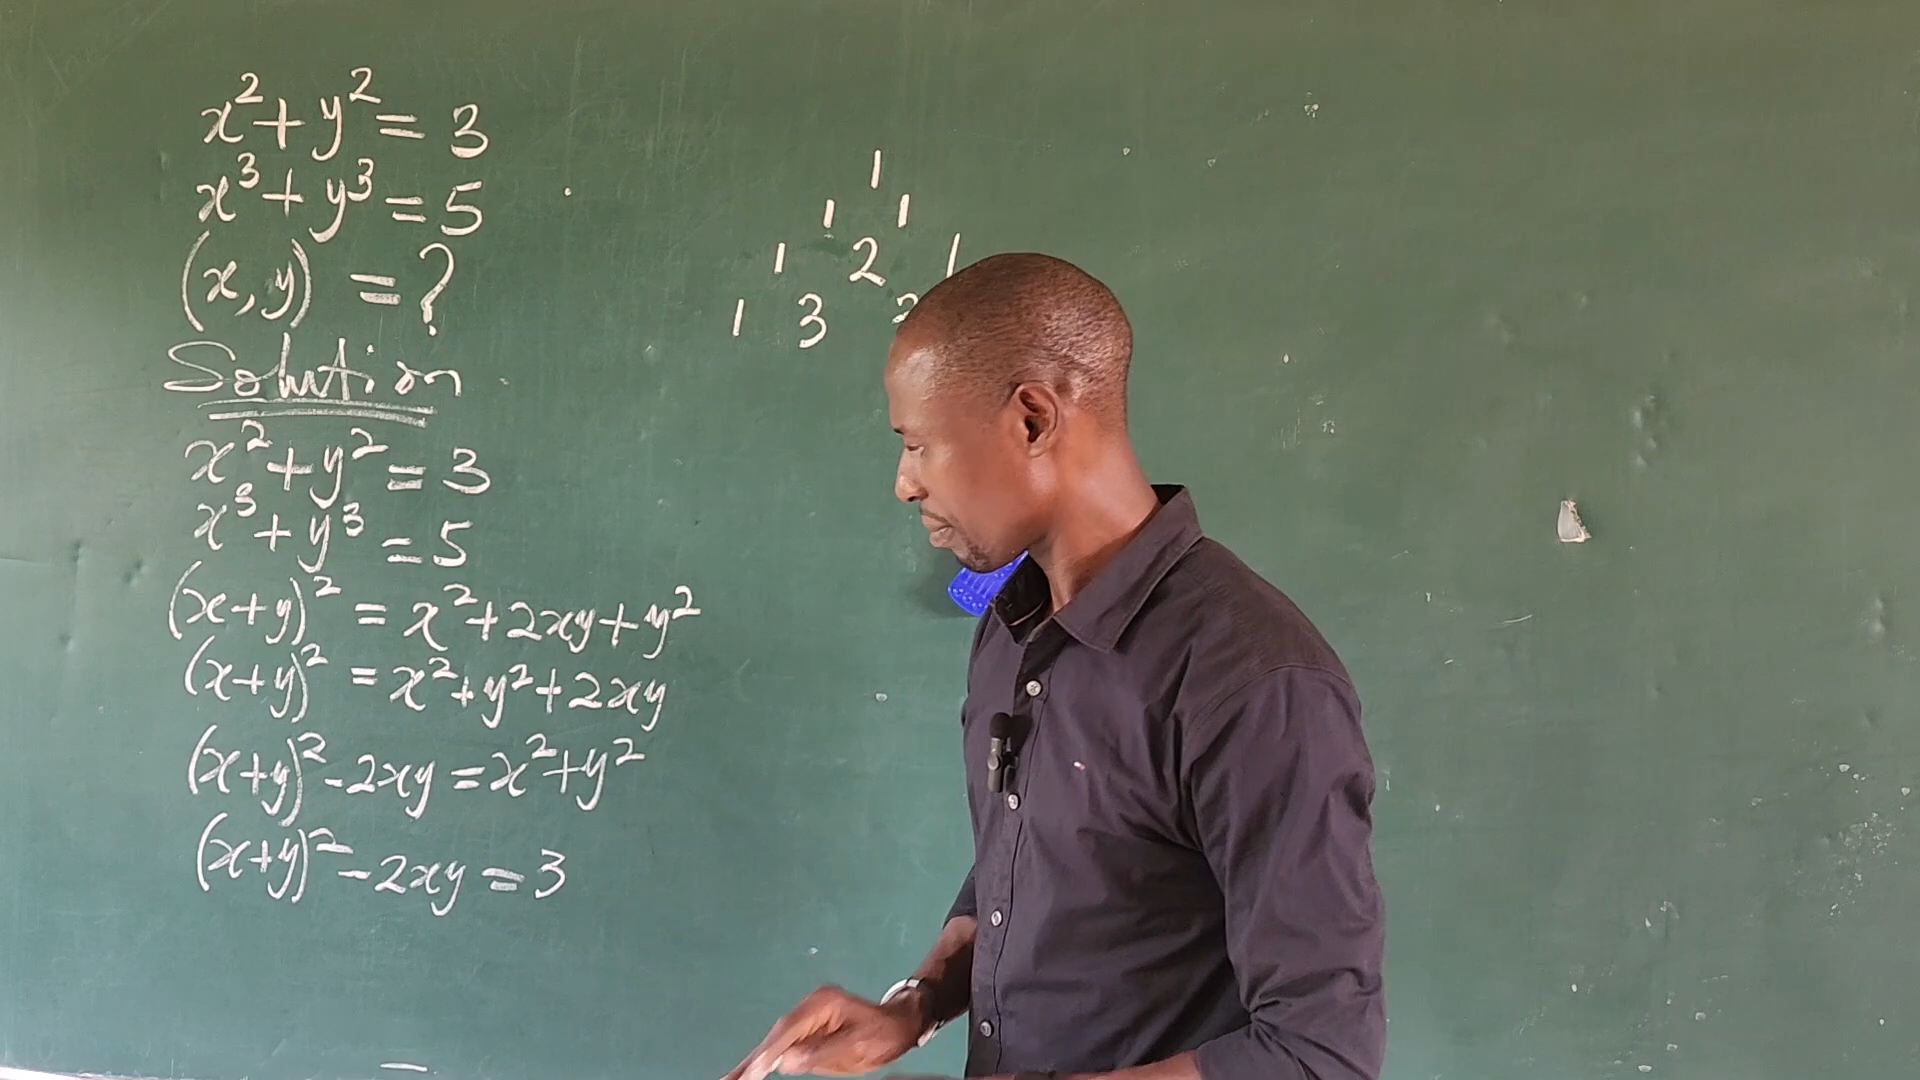 x² + y² = 3
x³ + y³ = 5
(x, y) = ?
Solution
x² + y² = 3
x³ + y³ = 5
(x+y)² = x² + 2xy + y²
(x+y)² = x² + y² + 2xy
(x+y)² - 2xy = x² + y²
(x+y)² - 2xy = 3
1
1 1
1 2 1
1 3